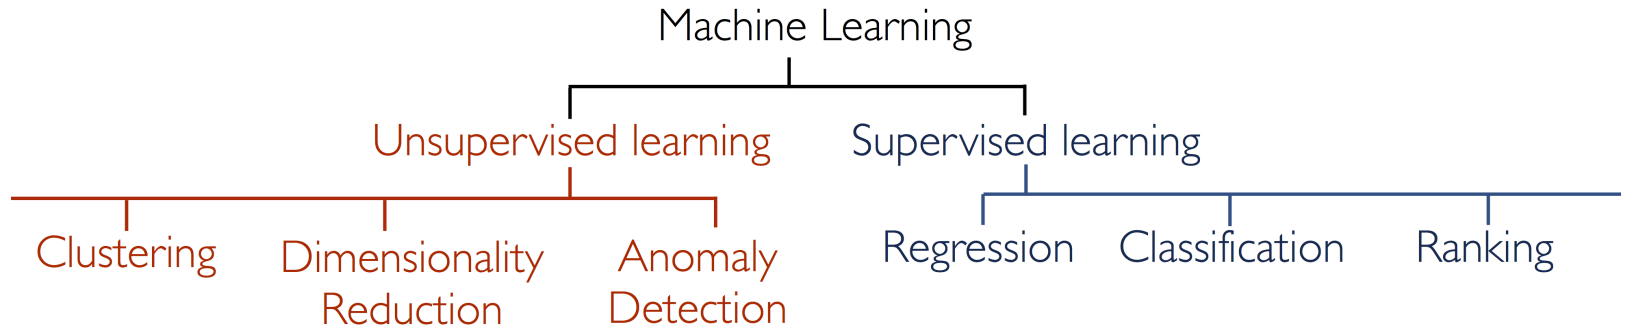 Machine Learning
Unsupervised learning
Supervised learning
Clustering
Dimensionality
Reduction
Anomaly
Detection
Regression
Classification
Ranking